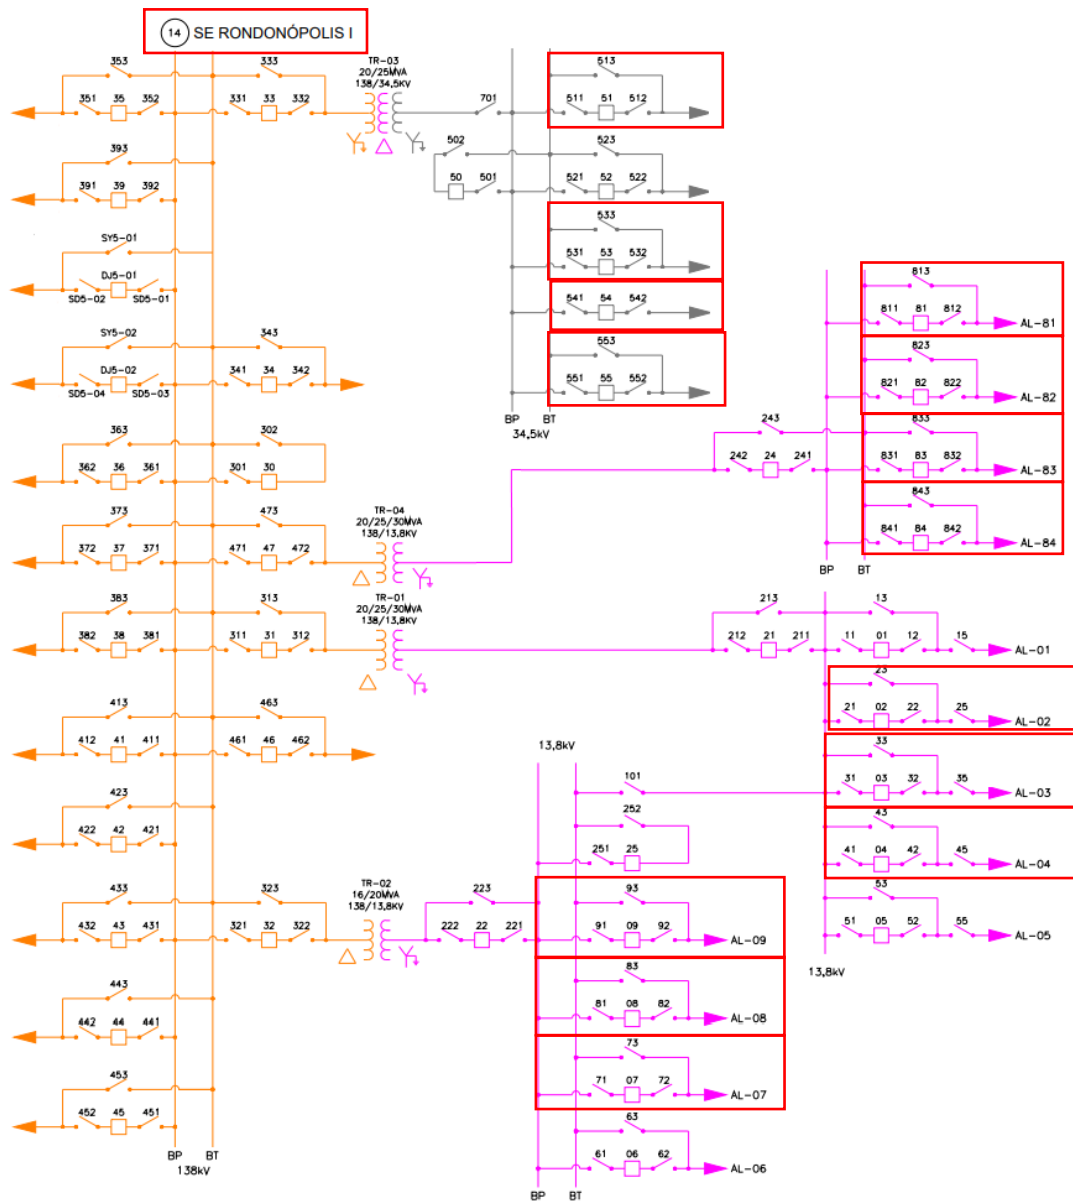 14 SE RONDONÓPOLIS I
353 333
351 35 352 331 33 332
TR-03
20/25MVA
138/34,5KV
701
513
511 51 512
502 523
50 501 521 52 522
393
391 39 392
533
531 53 532
SY5-01
DJ5-01
SD5-02 SD5-01
541 54 542
SY5-02 343
DJ5-02 341 34 342
SD5-04 SD5-03
553
551 55 552
BP BT
34,5kV
813
811 81 812 AL-81
823
821 82 822 AL-82
243 833
242 24 241 831 83 832 AL-83
843
841 84 842 AL-84
BP BT
363 302
362 36 361 301 30
373 473
372 37 371 471 47 472
TR-04
20/25/30MVA
138/13,8KV
383 313
382 38 381 311 31 312
TR-01
20/25/30MVA
138/13,8KV
213 13
212 21 211 11 01 12 15 AL-01
23
21 02 22 25 AL-02
33
31 03 32 35 AL-03
43
41 04 42 45 AL-04
53
51 05 52 55 AL-05
13,8kV
413 463
412 41 411 461 46 462
423
422 42 421
13,8kV
101
252
251 25
433 323
432 43 431 321 32 322
TR-02
16/20MVA
138/13,8KV
223 93
222 22 221 91 09 92 AL-09
83
81 08 82 AL-08
73
71 07 72 AL-07
63
61 06 62 AL-06
BP BT
443
442 44 441
453
452 45 451
BP BT
138kV